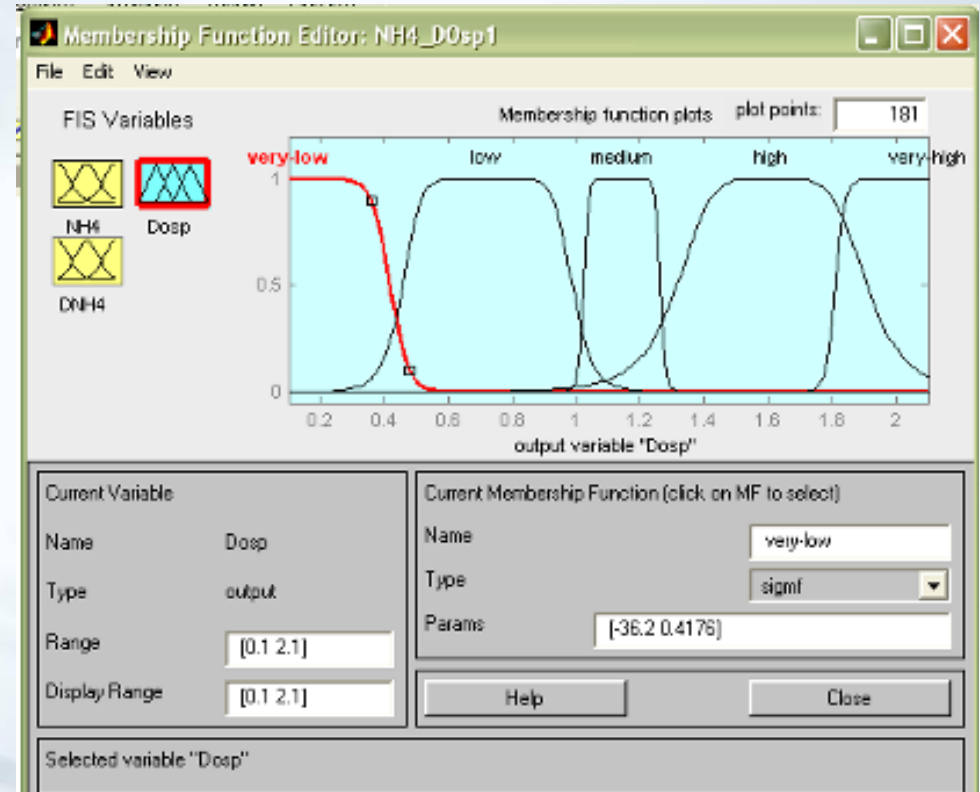 Membership Function Editor: NH4_DOsp1
File Edit View
FIS Variables
Membership function plots plot points: 181
NH4 Dosp
DNH4
very-low low medium high very-high
1
0.5
0
0.2 0.4 0.6 0.8 1 1.2 1.4 1.6 1.8 2
output variable "Dosp"
Current Variable
Name Dosp
Type output
Range [0.1 2.1]
Display Range [0.1 2.1]
Current Membership Function (click on MF to select)
Name very-low
Type sigmf
Params [-36.2 0.4176]
Help Close
Selected variable "Dosp"